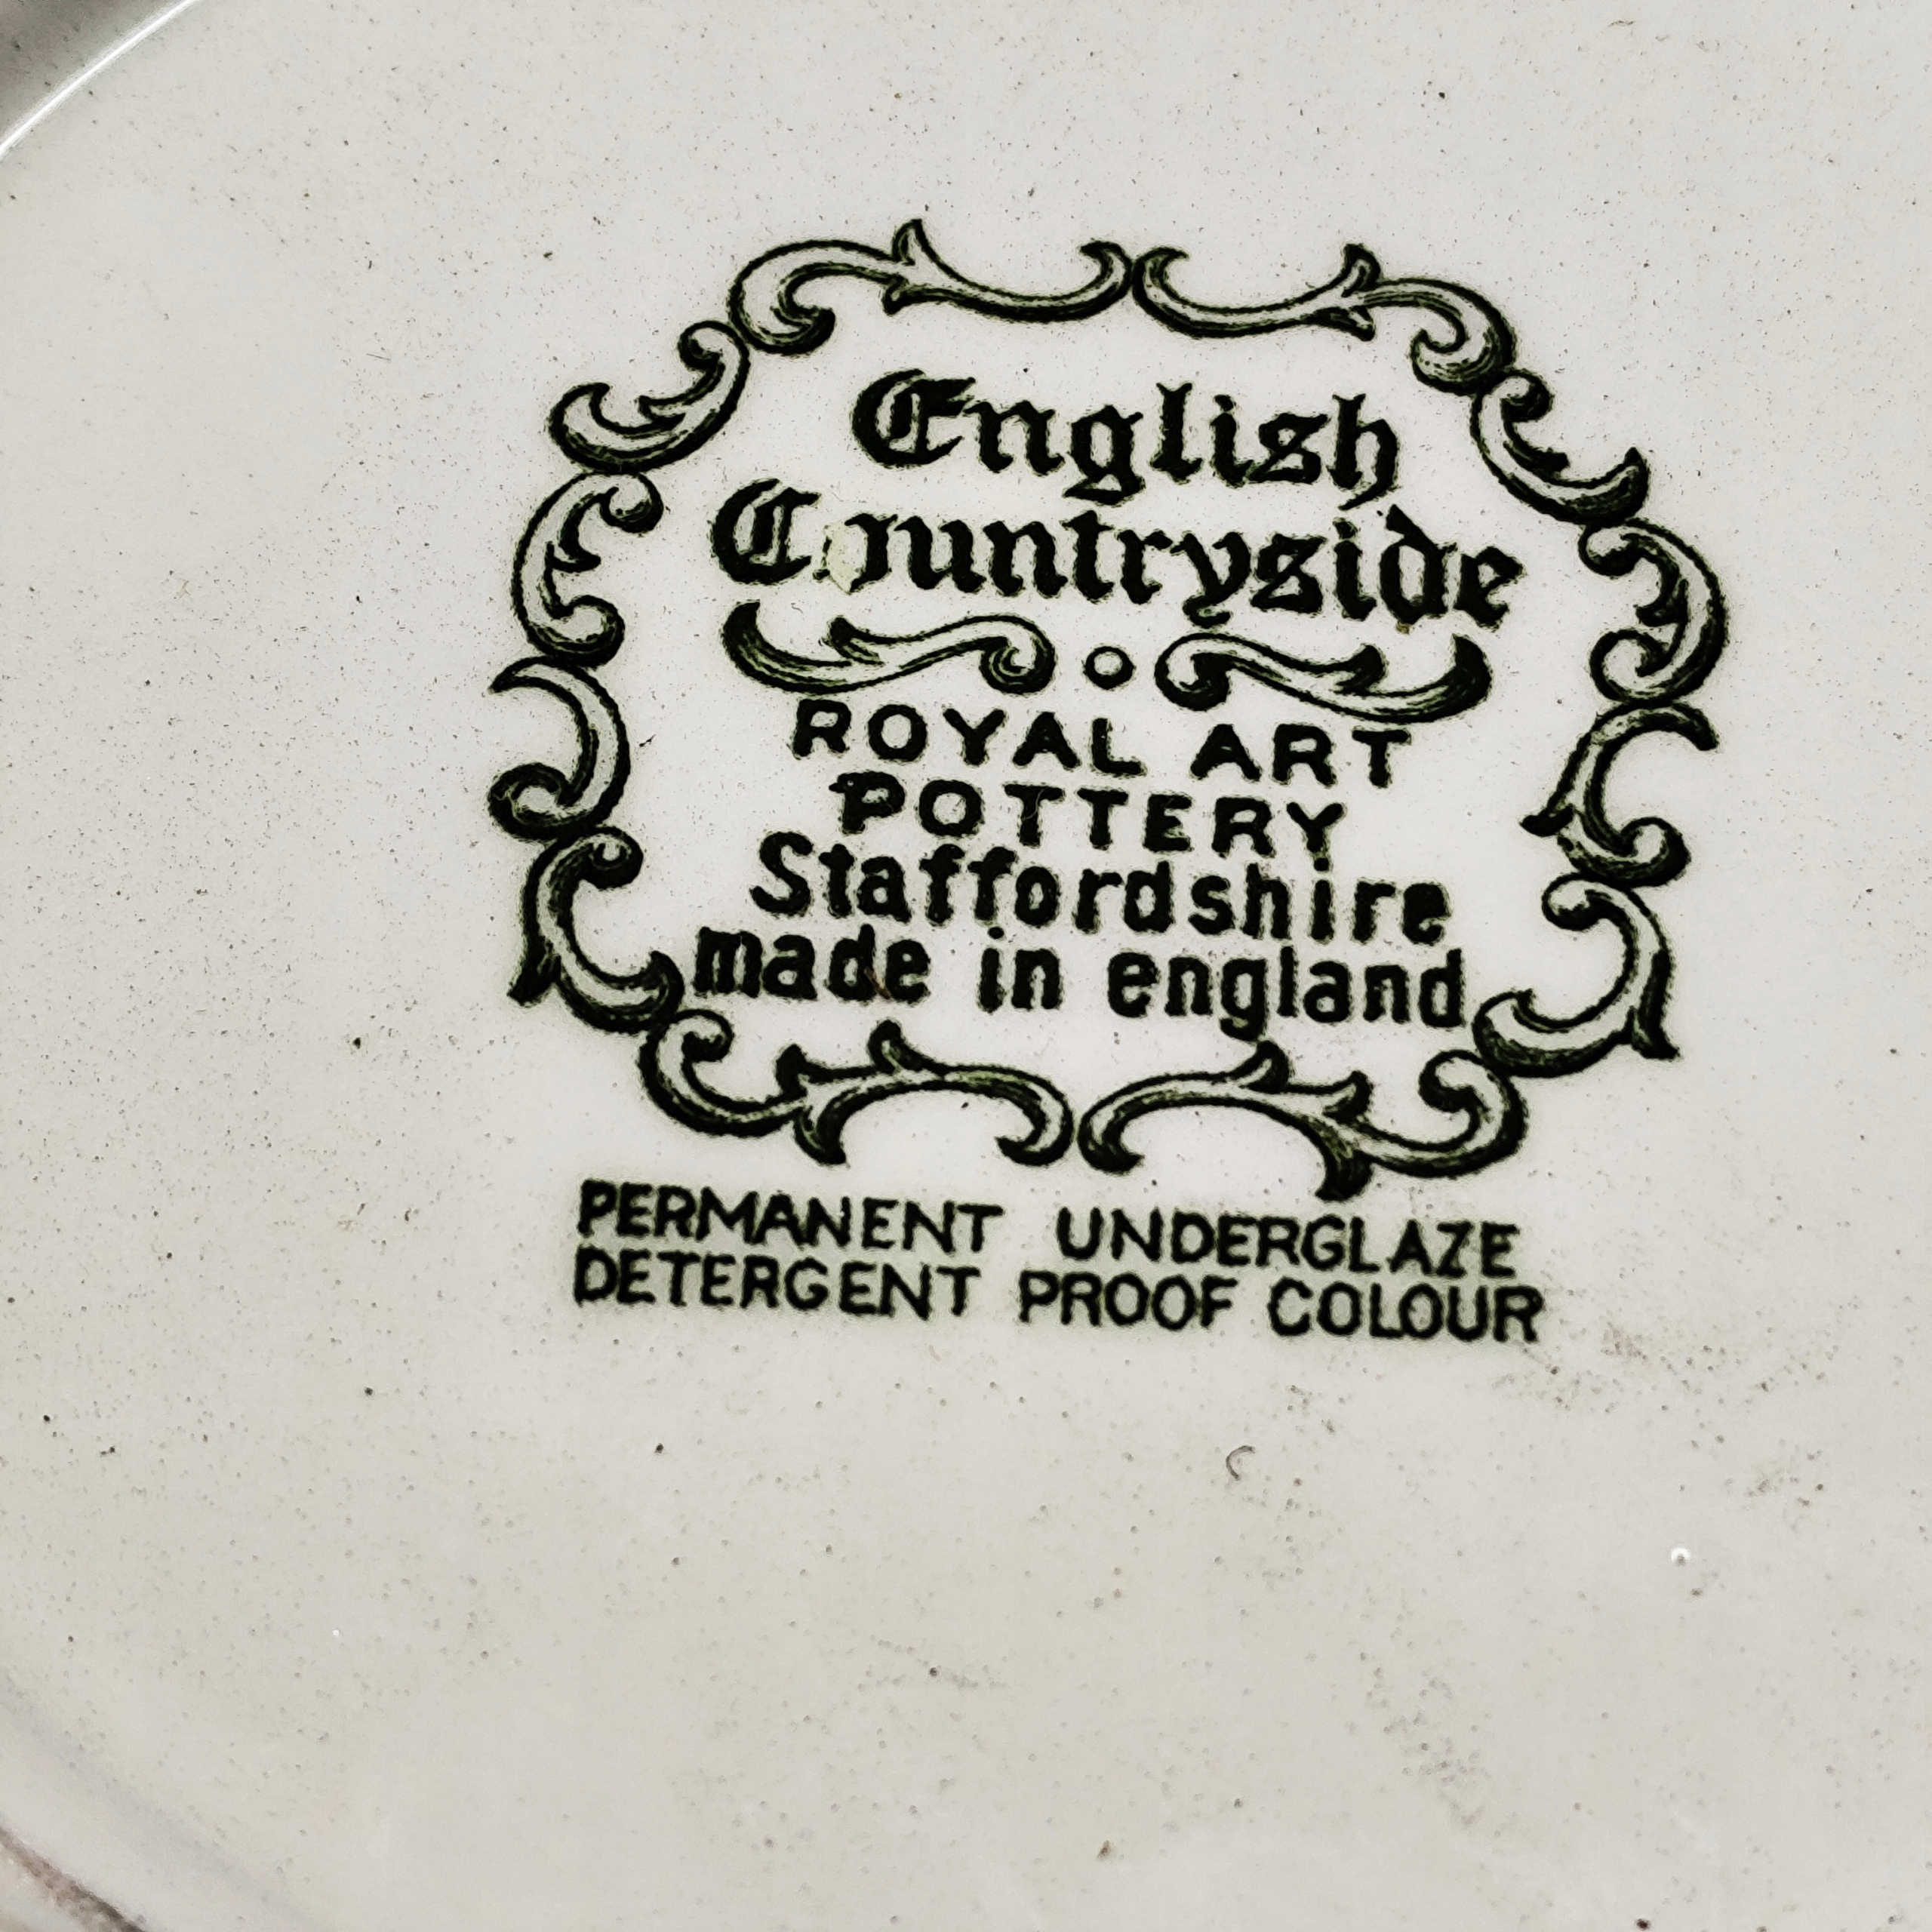 English
Countryside
ROYAL ART
POTTERY
Staffordshire
made in england
PERMANENT UNDERGLAZE
DETERGENT PROOF COLOUR